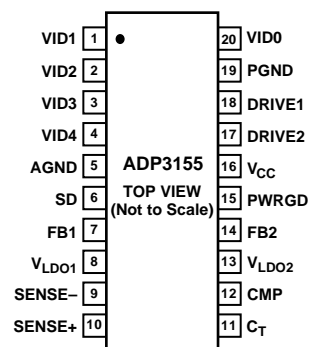 VID1 1 20 VID0
VID2 2 19 PGND
VID3 3 18 DRIVE1
VID4 4 17 DRIVE2
AGND 5 ADP3155 16 VCC
SD 6 TOP VIEW 15 PWRGD
(Not to Scale)
FB1 7 14 FB2
VLDO1 8 13 VLDO2
SENSE– 9 12 CMP
SENSE+ 10 11 CT